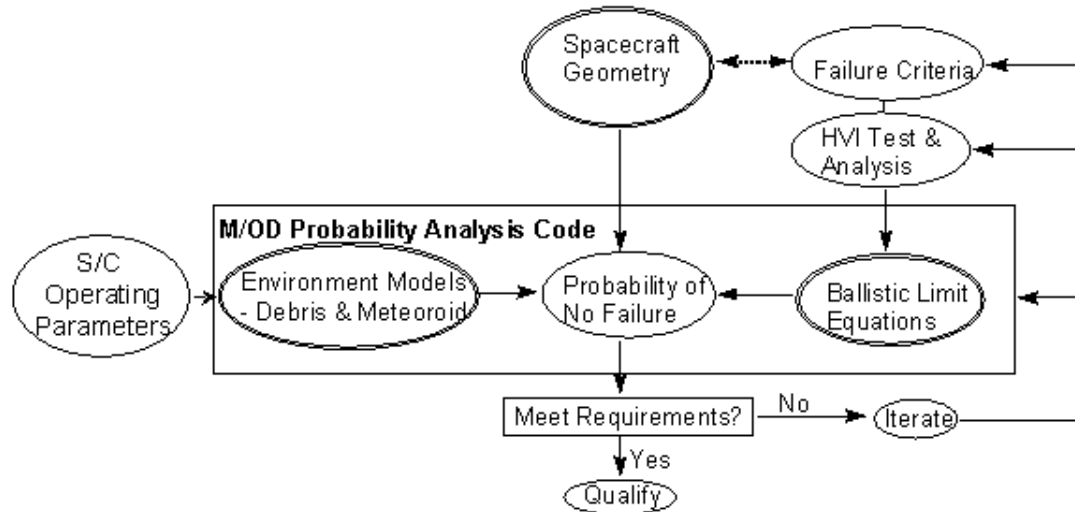 Spacecraft
Geometry
Failure Criteria
HVI Test &
Analysis
M/OD Probability Analysis Code
S/C
Operating
Parameters
Environment Models
- Debris & Meteoroid
Probability of
No Failure
Ballistic Limit
Equations
Meet Requirements?
No
Iterate
Yes
Qualify